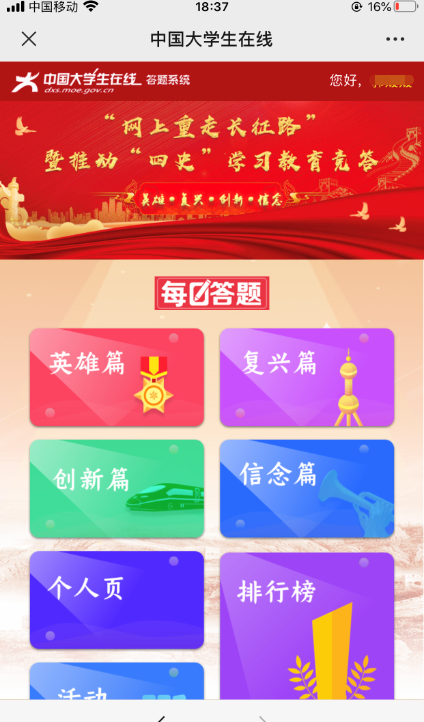 中国移动 18:37 16%
中国大学生在线
中国大学生在线 答题系统
dxs.moe.gov.cn
您好，
“网上重走长征路”
暨推动“四史”学习教育竞答
英雄·复兴·创新·信念
每日答题
英雄篇 复兴篇
创新篇 信念篇
个人页 排行榜
活动